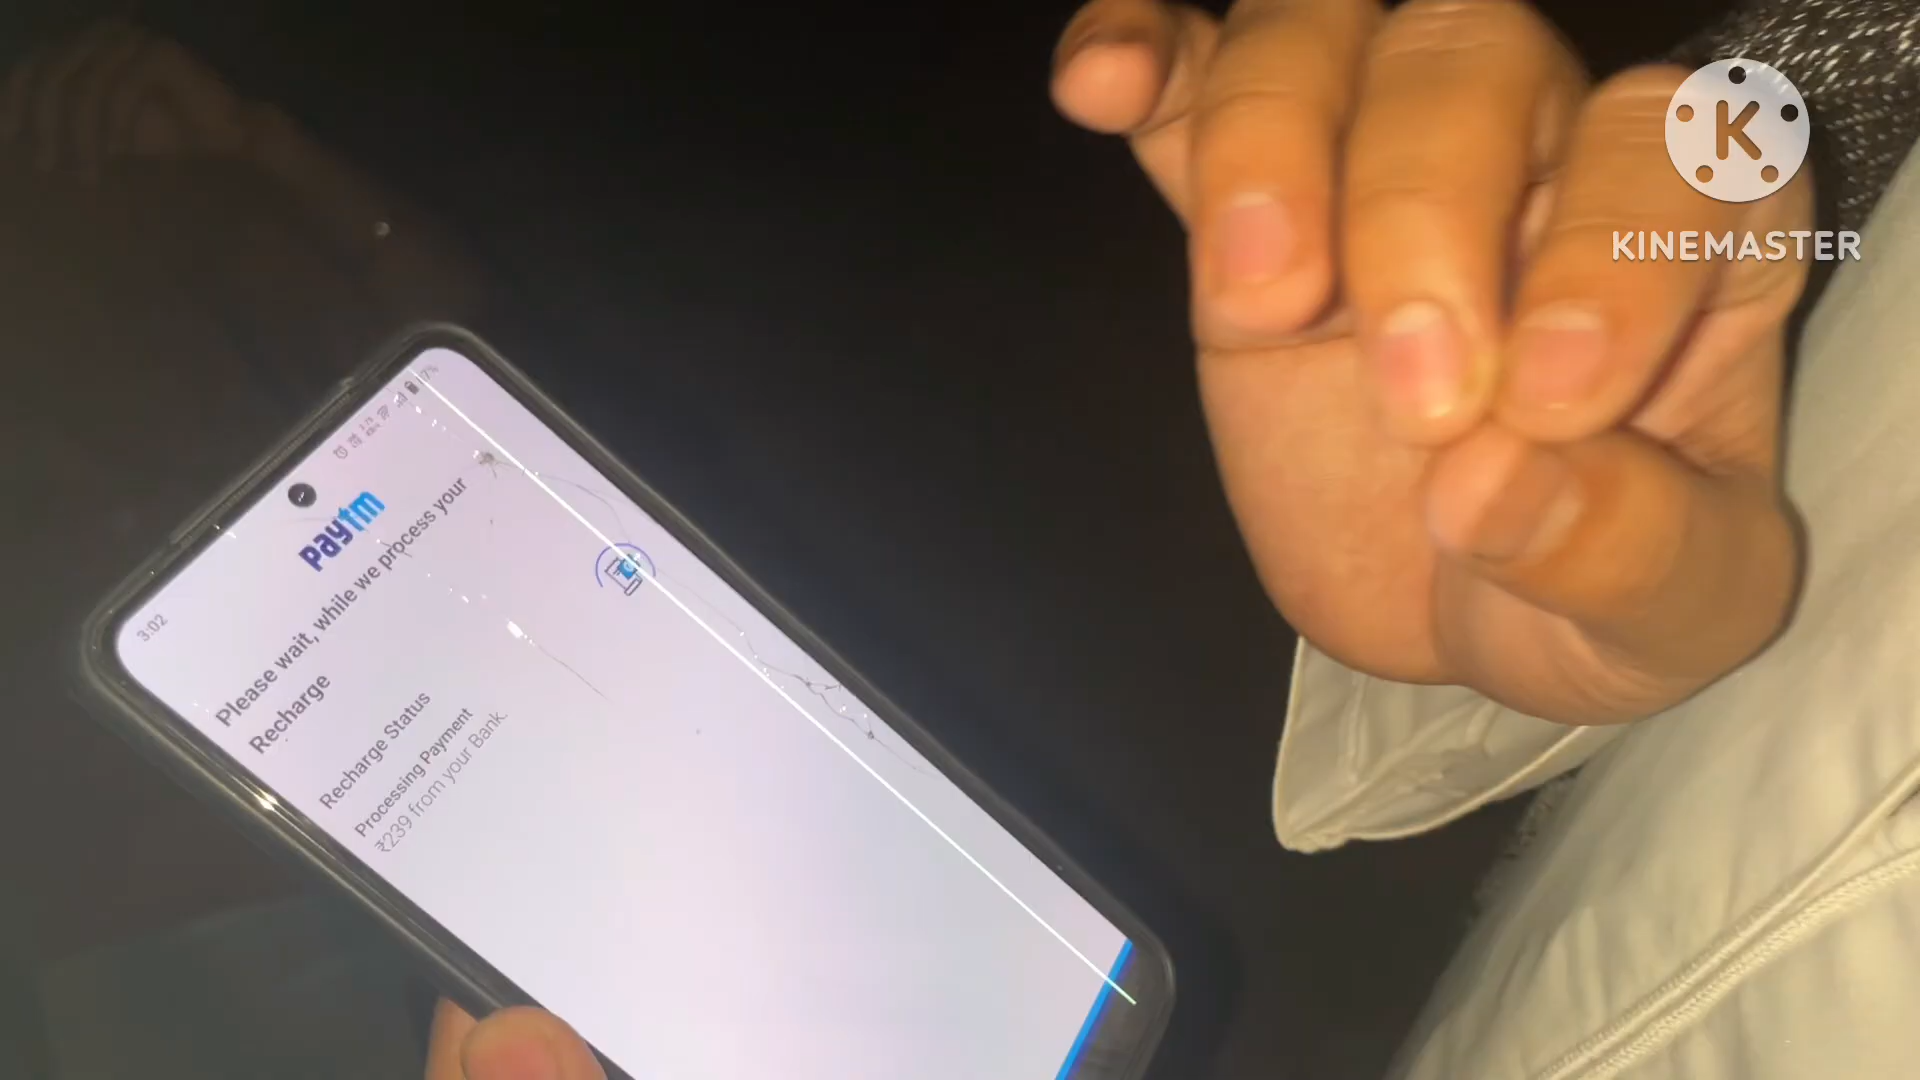 3:02
7%
paytm
Please wait, while we process your
Recharge
Recharge Status
Processing Payment
₹239 from your Bank.
K
KINEMASTER